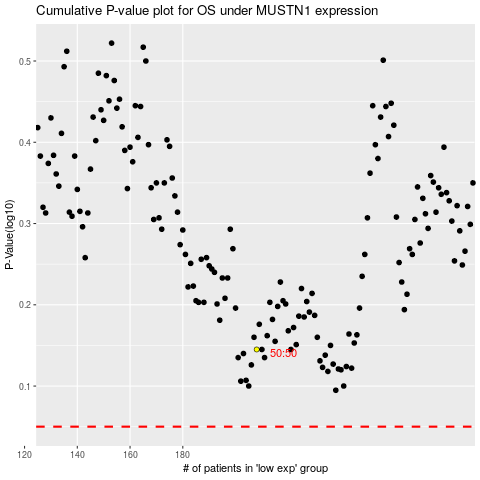 Cumulative P-value plot for OS under MUSTN1 expression
P-Value(log10)
0.5
0.4
0.3
0.2
0.1
50:50
120 140 160 180
# of patients in 'low exp' group